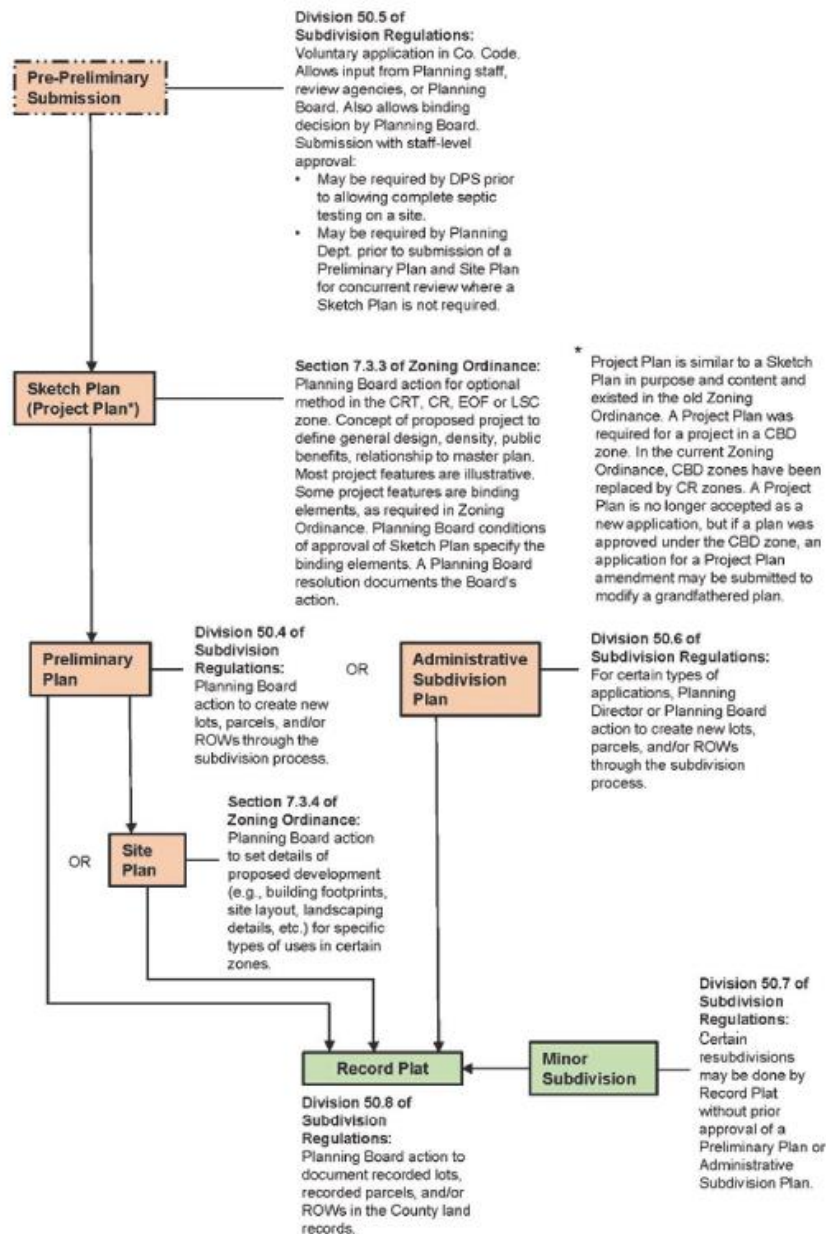 Division 50.5 of
Subdivision Regulations:
Voluntary application in Co. Code.
Allows input from Planning staff,
review agencies, or Planning
Board. Also allows binding
decision by Planning Board.
Submission with staff-level
approval:
• May be required by DPS prior
to allowing complete septic
testing on a site.
• May be required by Planning
Dept. prior to submission of a
Preliminary Plan and Site Plan
for concurrent review where a
Sketch Plan is not required.
Pre-Preliminary
Submission
Sketch Plan
(Project Plan*)
Section 7.3.3 of Zoning Ordinance:
Planning Board action for optional
method in the CRT, CR, EOF or LSC
zone. Concept of proposed project to
define general design, density, public
benefits, relationship to master plan.
Most project features are illustrative.
Some project features are binding
elements, as required in Zoning
Ordinance. Planning Board conditions
of approval of Sketch Plan specify the
binding elements. A Planning Board
resolution documents the Board's
action.
*
Project Plan is similar to a Sketch
Plan in purpose and content and
existed in the old Zoning
Ordinance. A Project Plan was
required for a project in a CBD
zone. In the current Zoning
Ordinance, CBD zones have been
replaced by CR zones. A Project
Plan is no longer accepted as a
new application, but if a plan was
approved under the CBD zone, an
application for a Project Plan
amendment may be submitted to
modify a grandfathered plan.
Preliminary
Plan
Division 50.4 of
Subdivision
Regulations:
Planning Board
action to create new
lots, parcels, and/or
ROWs through the
subdivision process.
OR
Administrative
Subdivision
Plan
Division 50.6 of
Subdivision Regulations:
For certain types of
applications, Planning
Director or Planning Board
action to create new lots,
parcels, and/or ROWs
through the subdivision
process.
OR
Site
Plan
Section 7.3.4 of
Zoning Ordinance:
Planning Board action
to set details of
proposed development
(e.g., building footprints,
site layout, landscaping
details, etc.) for specific
types of uses in certain
zones.
Record Plat
Division 50.8 of
Subdivision
Regulations:
Planning Board action to
document recorded lots,
recorded parcels, and/or
ROWs in the County land
records.
Minor
Subdivision
Division 50.7 of
Subdivision
Regulations:
Certain
resubdivisions
may be done by
Record Plat
without prior
approval of a
Preliminary Plan or
Administrative
Subdivision Plan.